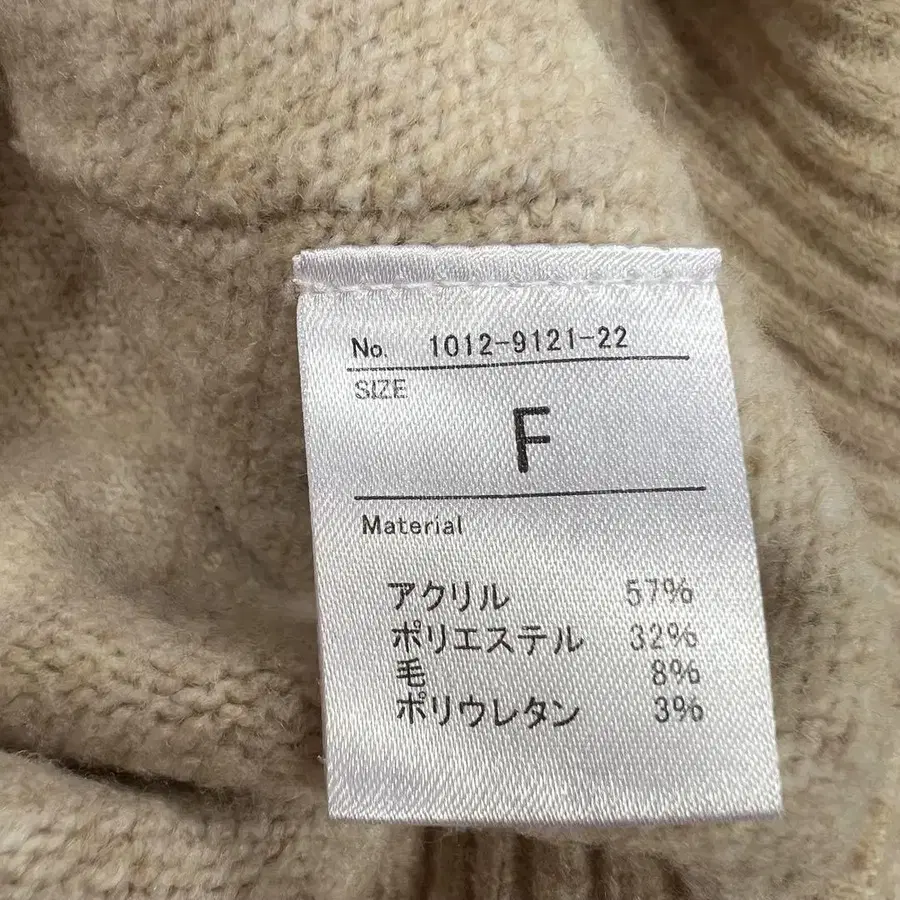 No. 1012-9121-22
SIZE
F
Material
アクリル 57%
ポリエステル 32%
毛 8%
ポリウレタン 3%